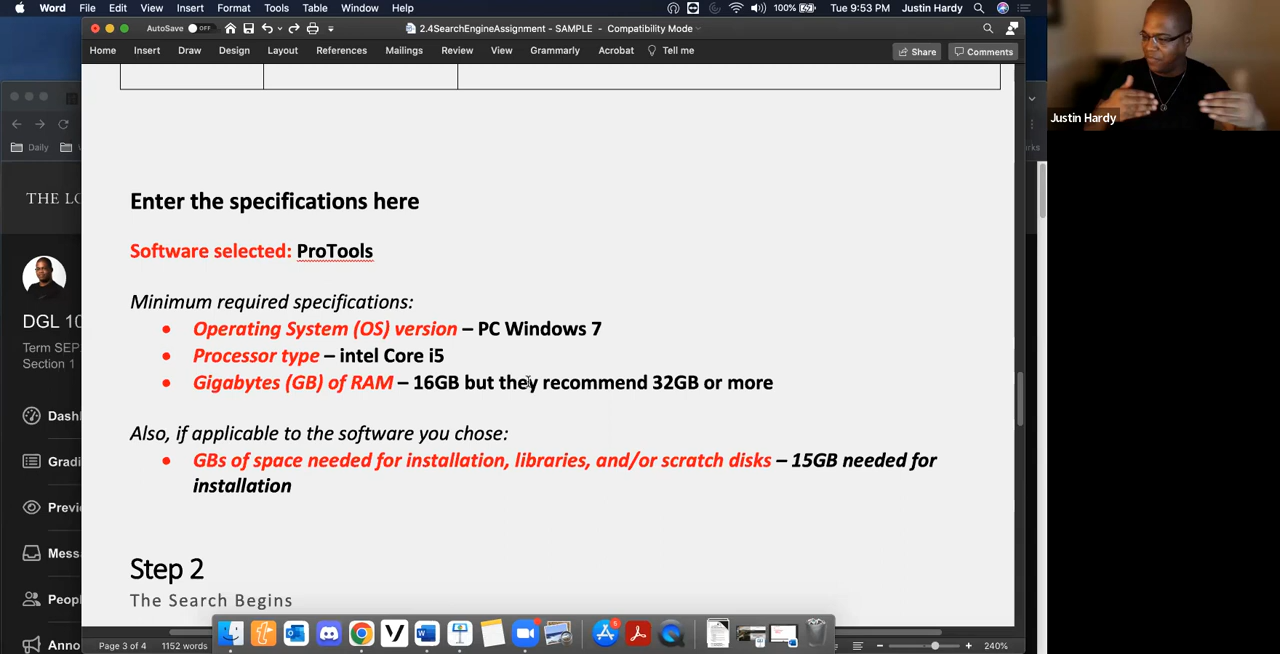 Word File Edit View Insert Format Tools Table Window Help 100% Tue 9:53 PM Justin Hardy
AutoSave OFF 2.4SearchEngineAssignment - SAMPLE - Compatibility Mode
Home Insert Draw Design Layout References Mailings Review View Grammarly Acrobat Tell me Share Comments
Justin Hardy
Daily
THE LO
DGL 10
Term SEP
Section 1
Dash
Gradi
Previ
Mess
Peopl
Anno
Enter the specifications here
Software selected: ProTools
Minimum required specifications:
• Operating System (OS) version – PC Windows 7
• Processor type – intel Core i5
• Gigabytes (GB) of RAM – 16GB but they recommend 32GB or more
Also, if applicable to the software you chose:
• GBs of space needed for installation, libraries, and/or scratch disks – 15GB needed for
installation
Step 2
The Search Begins
Page 3 of 4 1152 words 240%